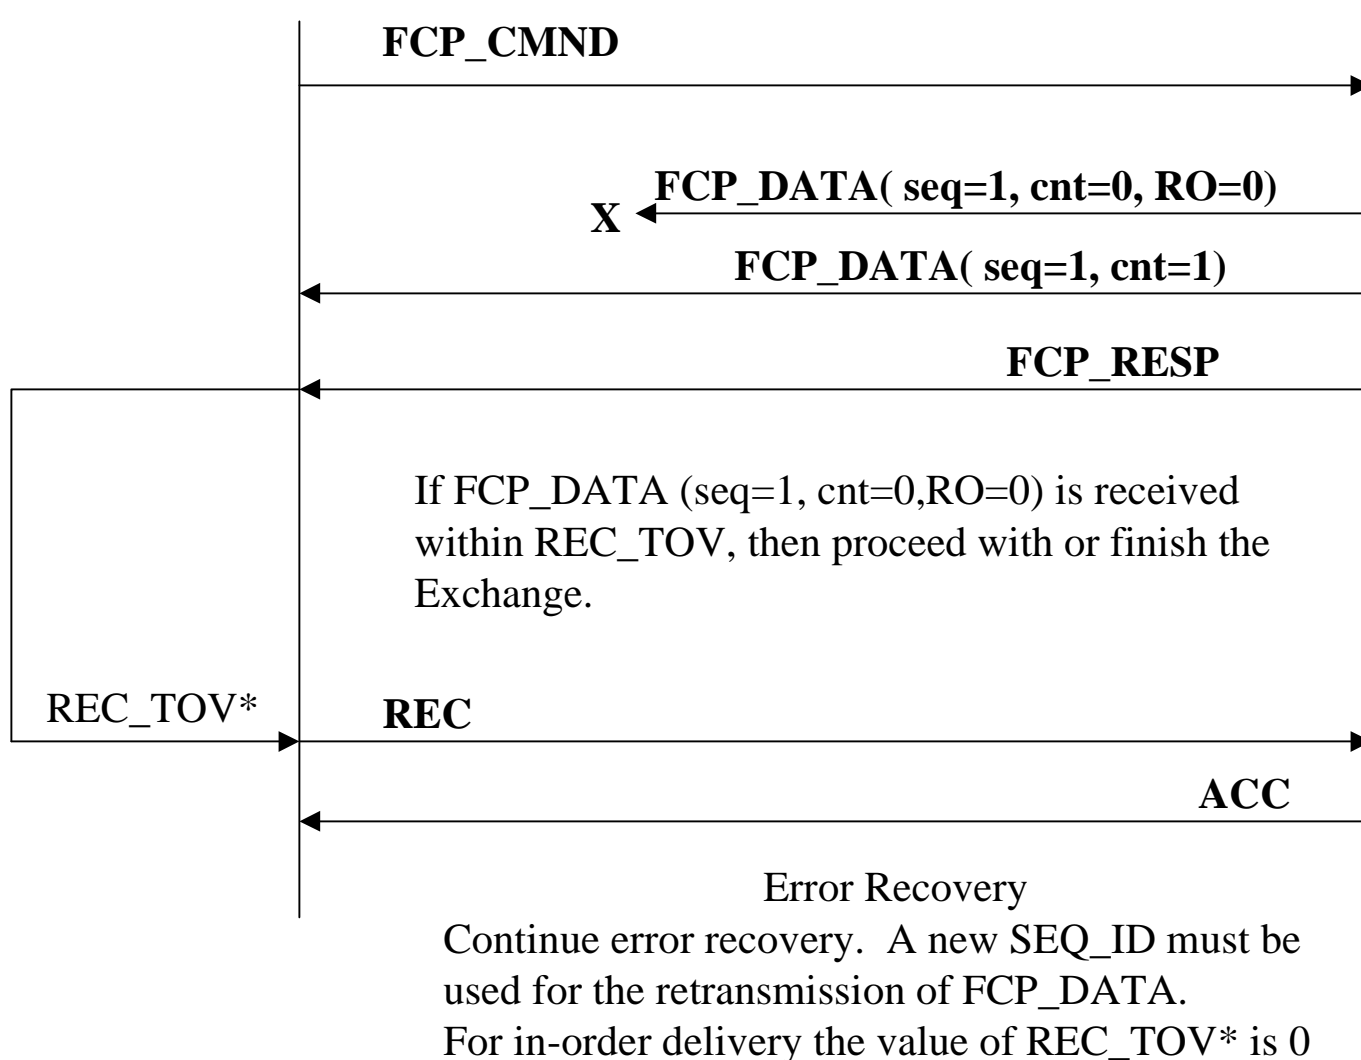 FCP_CMND
FCP_DATA( seq=1, cnt=0, RO=0)
X
FCP_DATA( seq=1, cnt=1)
FCP_RESP
If FCP_DATA (seq=1, cnt=0,RO=0) is received
within REC_TOV, then proceed with or finish the
Exchange.
REC_TOV*
REC
ACC
Error Recovery
Continue error recovery.  A new SEQ_ID must be
used for the retransmission of FCP_DATA.
For in-order delivery the value of REC_TOV* is 0